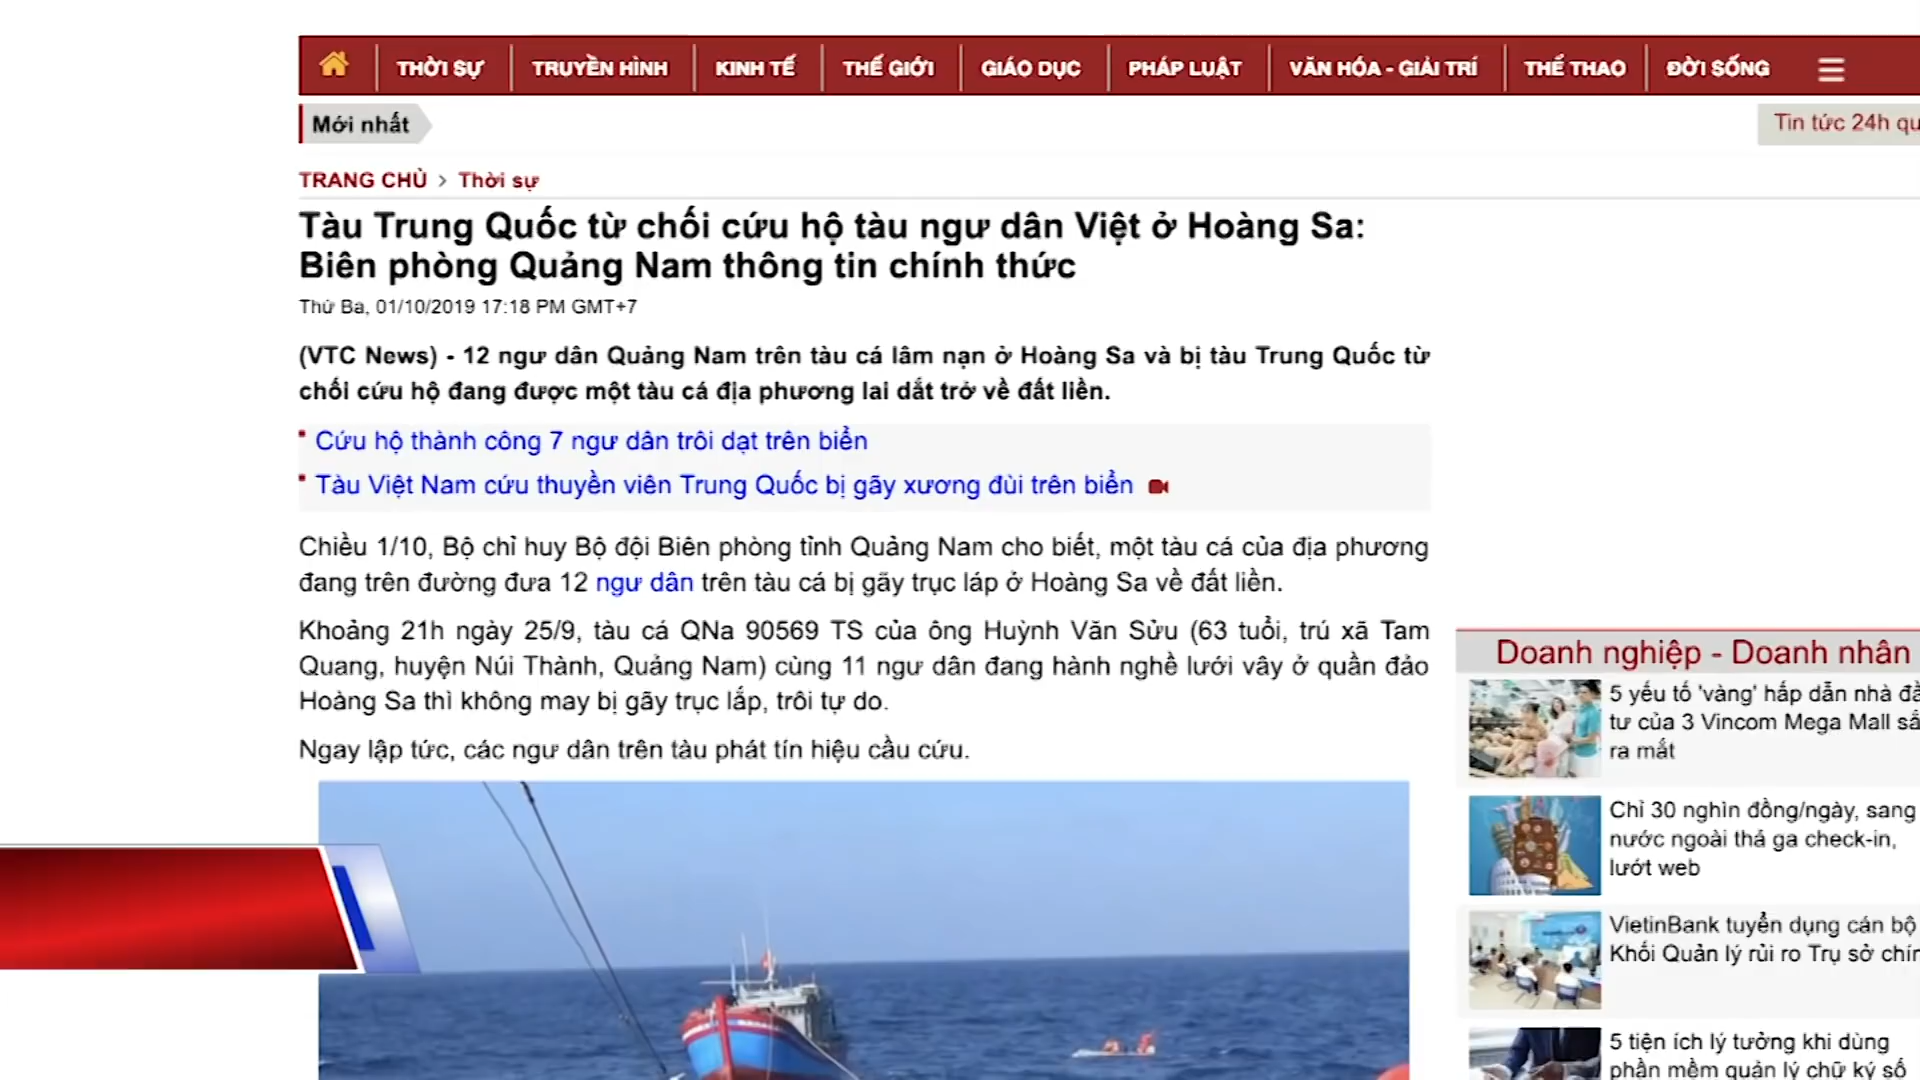 THỜI SỰ
TRUYỀN HÌNH
KINH TẾ
THẾ GIỚI
GIÁO DỤC
PHÁP LUẬT
VĂN HÓA - GIẢI TRÍ
THỂ THAO
ĐỜI SỐNG
Mới nhất
Tin tức 24h
TRANG CHỦ > Thời sự
Tàu Trung Quốc từ chối cứu hộ tàu ngư dân Việt ở Hoàng Sa:
Biên phòng Quảng Nam thông tin chính thức
Thứ Ba, 01/10/2019 17:18 PM GMT+7
(VTC News) - 12 ngư dân Quảng Nam trên tàu cá lâm nạn ở Hoàng Sa và bị tàu Trung Quốc từ
chối cứu hộ đang được một tàu cá địa phương lai dắt trở về đất liền.
Cứu hộ thành công 7 ngư dân trôi dạt trên biển
Tàu Việt Nam cứu thuyền viên Trung Quốc bị gãy xương đùi trên biển
Chiều 1/10, Bộ chỉ huy Bộ đội Biên phòng tỉnh Quảng Nam cho biết, một tàu cá của địa phương
đang trên đường đưa 12 ngư dân trên tàu cá bị gãy trục láp ở Hoàng Sa về đất liền.
Khoảng 21h ngày 25/9, tàu cá QNa 90569 TS của ông Huỳnh Văn Sửu (63 tuổi, trú xã Tam
Quang, huyện Núi Thành, Quảng Nam) cùng 11 ngư dân đang hành nghề lưới vây ở quần đảo
Hoàng Sa thì không may bị gãy trục lắp, trôi tự do.
Ngay lập tức, các ngư dân trên tàu phát tín hiệu cầu cứu.
Doanh nghiệp - Doanh nhân
5 yếu tố 'vàng' hấp dẫn nhà
tư của 3 Vincom Mega Mall
ra mắt
Chỉ 30 nghìn đồng/ngày, sang
nước ngoài thả ga check-in,
lướt web
VietinBank tuyển dụng cán bộ
Khối Quản lý rủi ro Trụ sở
5 tiện ích lý tưởng khi dùng
phần mềm quản lý chữ ký số